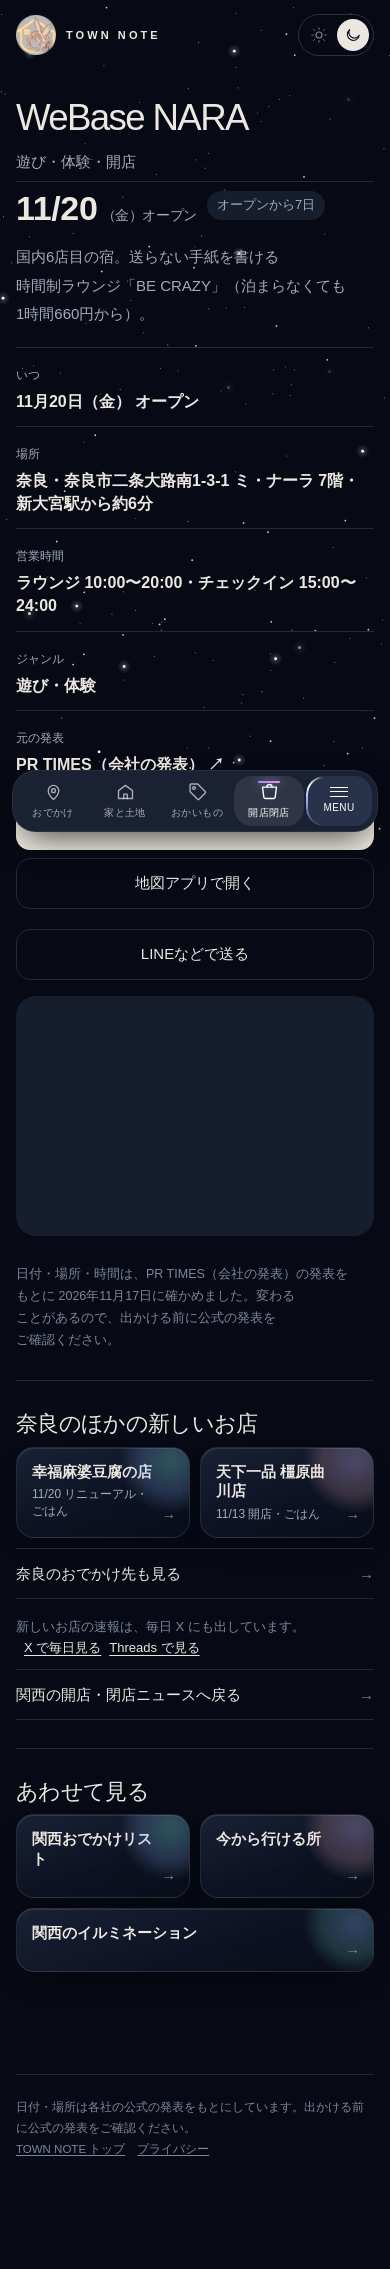 TOWN NOTE
WeBase NARA
遊び・体験・開店
11/20 （金）オープン オープンから7日
国内6店目の宿。送らない手紙を書ける
時間制ラウンジ「BE CRAZY」（泊まらなくても
1時間660円から）。
いつ
11月20日（金） オープン
場所
奈良・奈良市二条大路南1-3-1 ミ・ナーラ 7階・
新大宮駅から約6分
営業時間
ラウンジ 10:00〜20:00・チェックイン 15:00〜
24:00
ジャンル
遊び・体験
元の発表
PR TIMES（会社の発表） ↗
おでかけ 家と土地 おかいもの 開店閉店 MENU
地図アプリで開く
LINEなどで送る
日付・場所・時間は、PR TIMES（会社の発表）の発表を
もとに 2026年11月17日に確かめました。変わる
ことがあるので、出かける前に公式の発表を
ご確認ください。
奈良のほかの新しいお店
幸福麻婆豆腐の店
11/20 リニューアル・
ごはん →
天下一品 橿原曲
川店
11/13 開店・ごはん →
奈良のおでかけ先も見る →
新しいお店の速報は、毎日 X にも出しています。
X で毎日見る Threads で見る
関西の開店・閉店ニュースへ戻る →
あわせて見る
関西おでかけリス
ト →
今から行ける所 →
関西のイルミネーション →
日付・場所は各社の公式の発表をもとにしています。出かける前
に公式の発表をご確認ください。
TOWN NOTE トップ プライバシー